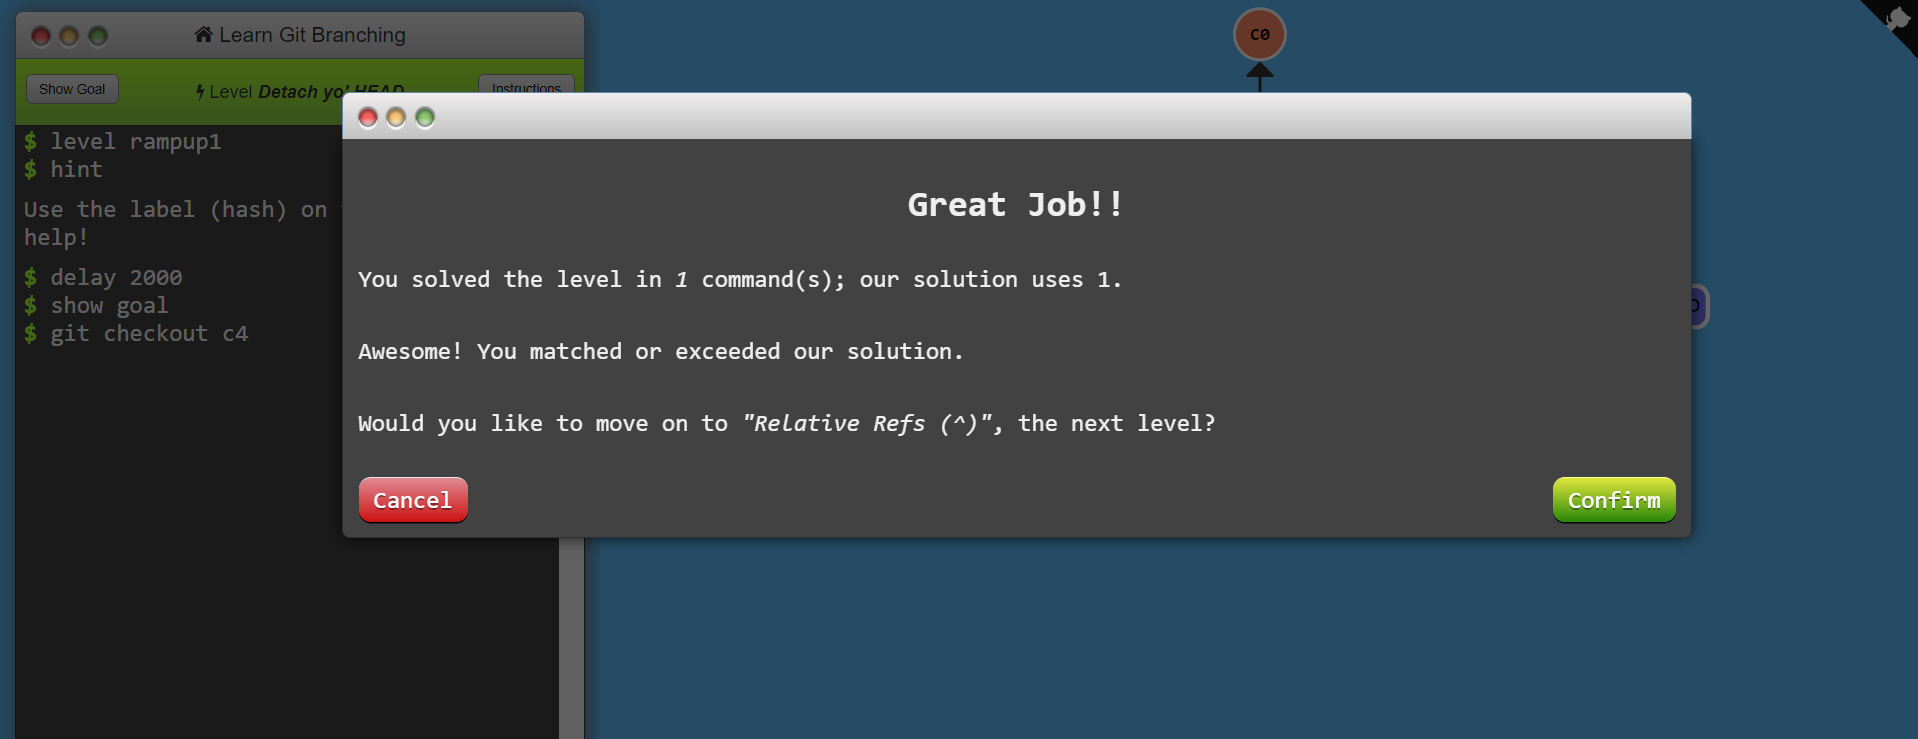 Learn Git Branching
C0
Show Goal
Level Detach yo' HEAD
Instructions
$ level rampup1
$ hint
Use the label (hash) on
help!
$ delay 2000
$ show goal
$ git checkout c4
Great Job!!
You solved the level in 1 command(s); our solution uses 1.
Awesome! You matched or exceeded our solution.
Would you like to move on to "Relative Refs (^)", the next level?
Cancel
Confirm